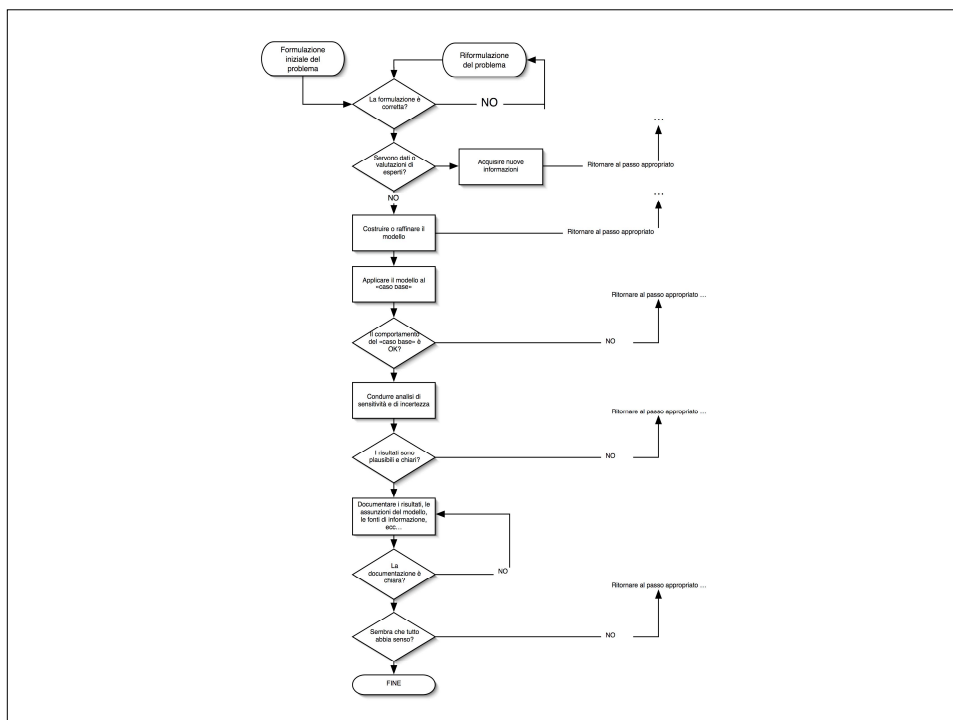 Formulazione
iniziale del
problema
Riformulazione
del problema
La formulazione è
corretta?
NO
...
Servono dati o
valutazioni di
esperti?
Acquisire nuove
informazioni
Ritornare al passo appropriato
NO
...
Costruire o raffinare il
modello
Ritornare al passo appropriato
Applicare il modello al
«caso base»
Ritornare al passo appropriato ...
Il comportamento
del «caso base» è
OK?
NO
Condurre analisi di
sensitività e di incertezza
Ritornare al passo appropriato ...
I risultati sono
plausibili e chiari?
NO
Documentare i risultati, le
assunzioni del modello,
le fonti di informazione,
ecc...
La
documentazione è
chiara?
NO
Ritornare al passo appropriato ...
Sembra che tutto
abbia senso?
NO
FINE